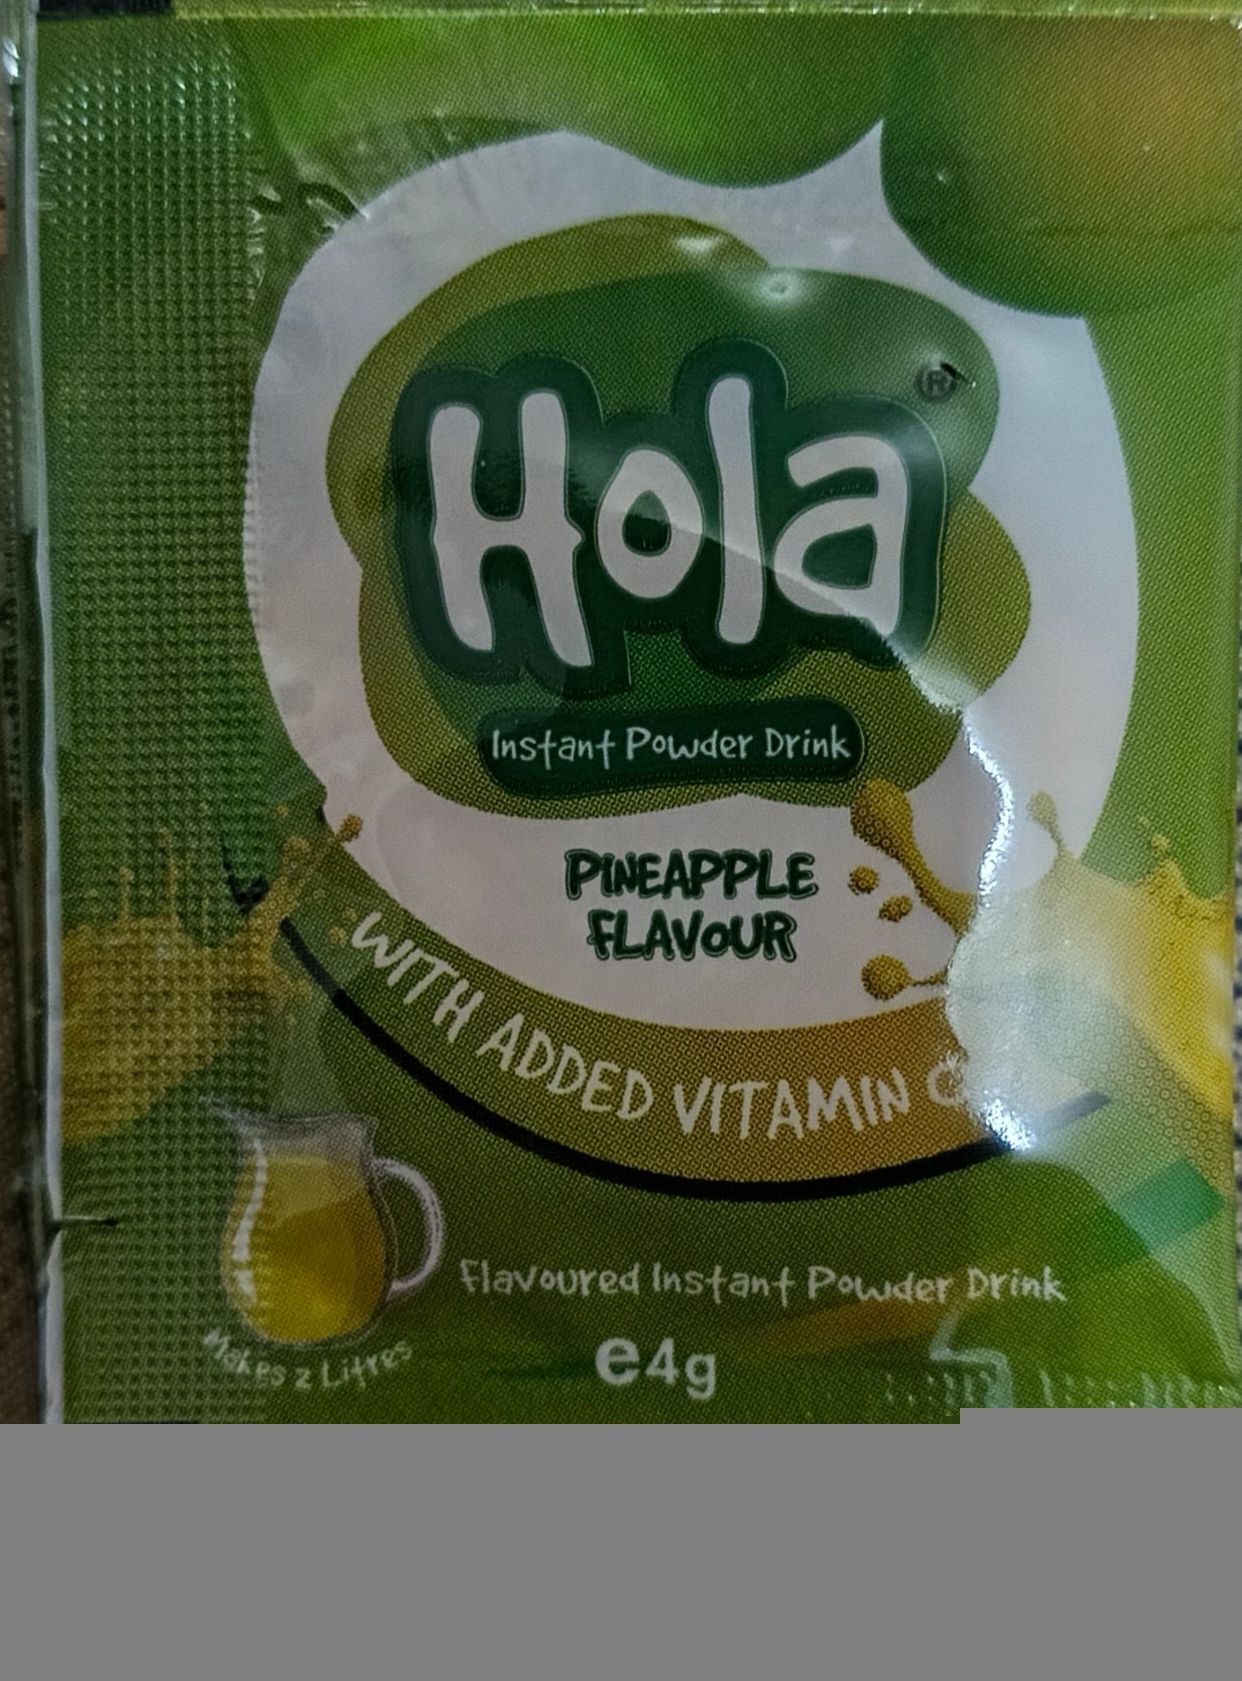 Hola ®
Instant Powder Drink
PINEAPPLE
FLAVOUR
WITH ADDED VITAMIN C
Flavoured Instant Powder Drink
Makes 2 Litres
e4g